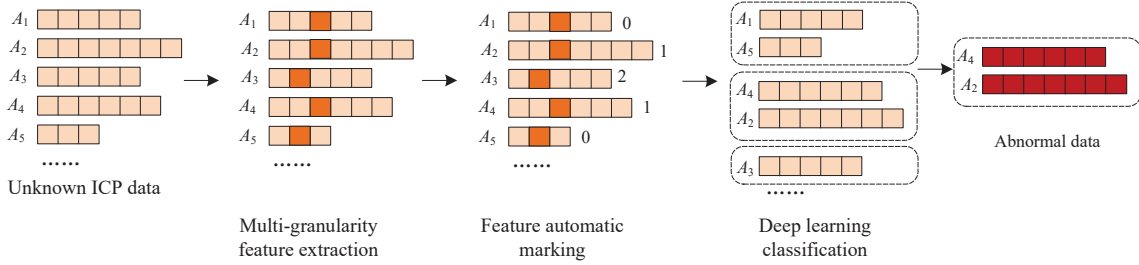 A1
A2
A3
A4
A5
……
Unknown ICP data
A1
A2
A3
A4
A5
……
Multi-granularity
feature extraction
A1 0
A2 1
A3 2
A4 1
A5 0
……
Feature automatic
marking
A1
A5
A4
A2
A3
……
Deep learning
classification
A4
A2
Abnormal data